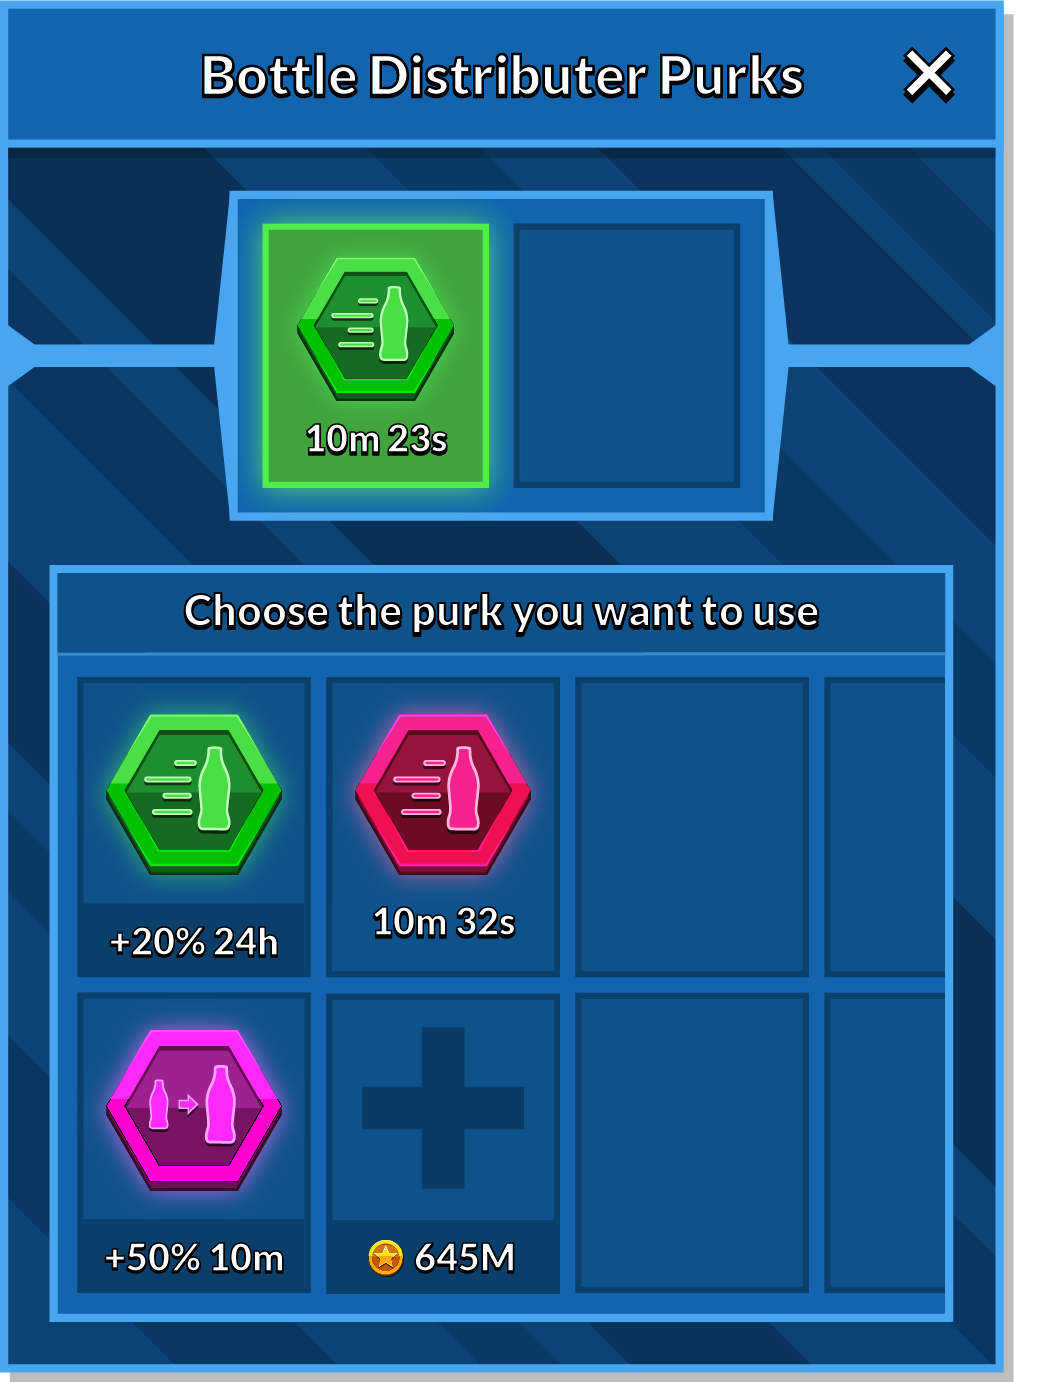 Bottle Distributer Purks
10m 23s
Choose the purk you want to use
+20% 24h
10m 32s
+50% 10m
645M